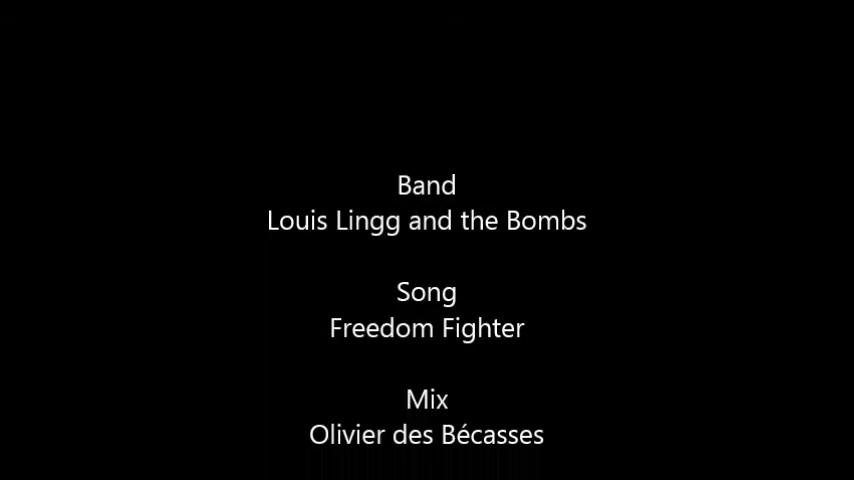 Band
Louis Lingg and the Bombs
Song
Freedom Fighter
Mix
Olivier des Bécasses